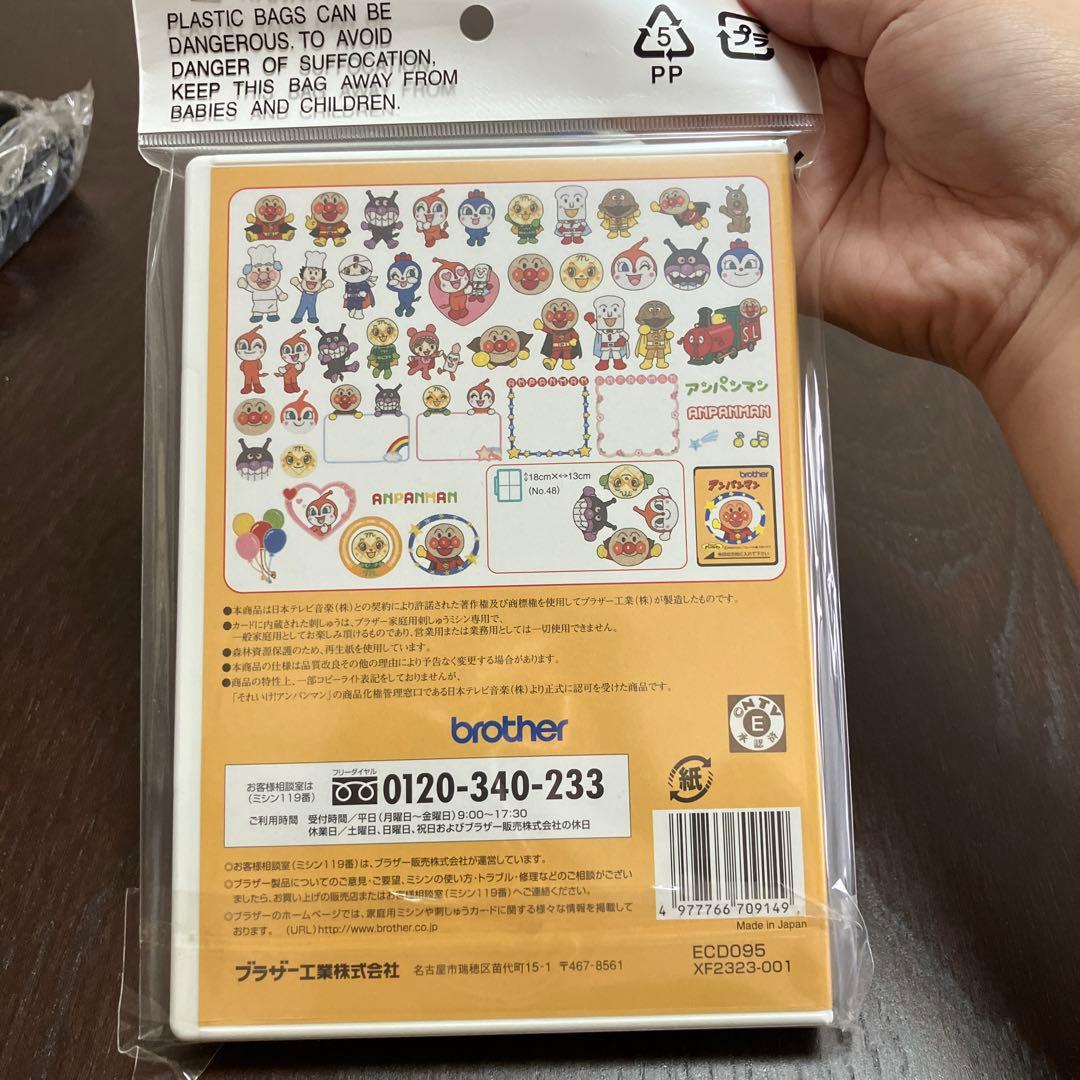 PLASTIC BAGS CAN BE
DANGEROUS. TO AVOID
DANGER OF SUFFOCATION,
KEEP THIS BAG AWAY FROM
BABIES AND CHILDREN.
5
PP
プラ
SL
ANPANMAN
ANPANMAN
アンパンマン
ANPANMAN
ANPANMAN
⇕18cm×⇔13cm
(No.48)
brother
アンパンマン
●本商品は日本テレビ音楽(株)との契約により許諾された著作権及び商標権を使用してブラザー工業(株)が製造したものです。
●カードに内蔵された刺しゅうは、ブラザー家庭用刺しゅうミシン専用で、
一般家庭用としてお楽しみ頂けるものであり、営業用または業務用としては一切使用できません。
●森林資源保護のため、再生紙を使用しています。
●本商品の仕様は品質改良その他の理由により予告なく変更する場合があります。
●商品の特性上、一部コピーライト表記をしておりませんが、
「それいけ!アンパンマン」の商品化権管理窓口である日本テレビ音楽(株)より正式に認可を受けた商品です。
brother
NTV
E
承認済
お客様相談室は
(ミシン119番)
フリーダイヤル
0120-340-233
ご利用時間 受付時間/平日(月曜日~金曜日)9:00~17:30
休業日/土曜日、日曜日、祝日およびブラザー販売株式会社の休日
紙
◎お客様相談室(ミシン119番)は、ブラザー販売株式会社が運営しています。
◎ブラザー製品についてのご意見・ご要望、ミシンの使い方・トラブル・修理などのご相談がござい
ましたら、お買い上げの販売店またはお客様相談室(ミシン119番)へご連絡ください。
◎ブラザーのホームページでは、家庭用ミシンや刺しゅうカードに関する様々な情報を掲載して
おります。 (URL)http://www.brother.co.jp
4 977766 709149
Made in Japan
ブラザー工業株式会社 名古屋市瑞穂区苗代町15-1 〒467-8561
ECD095
XF2323-001